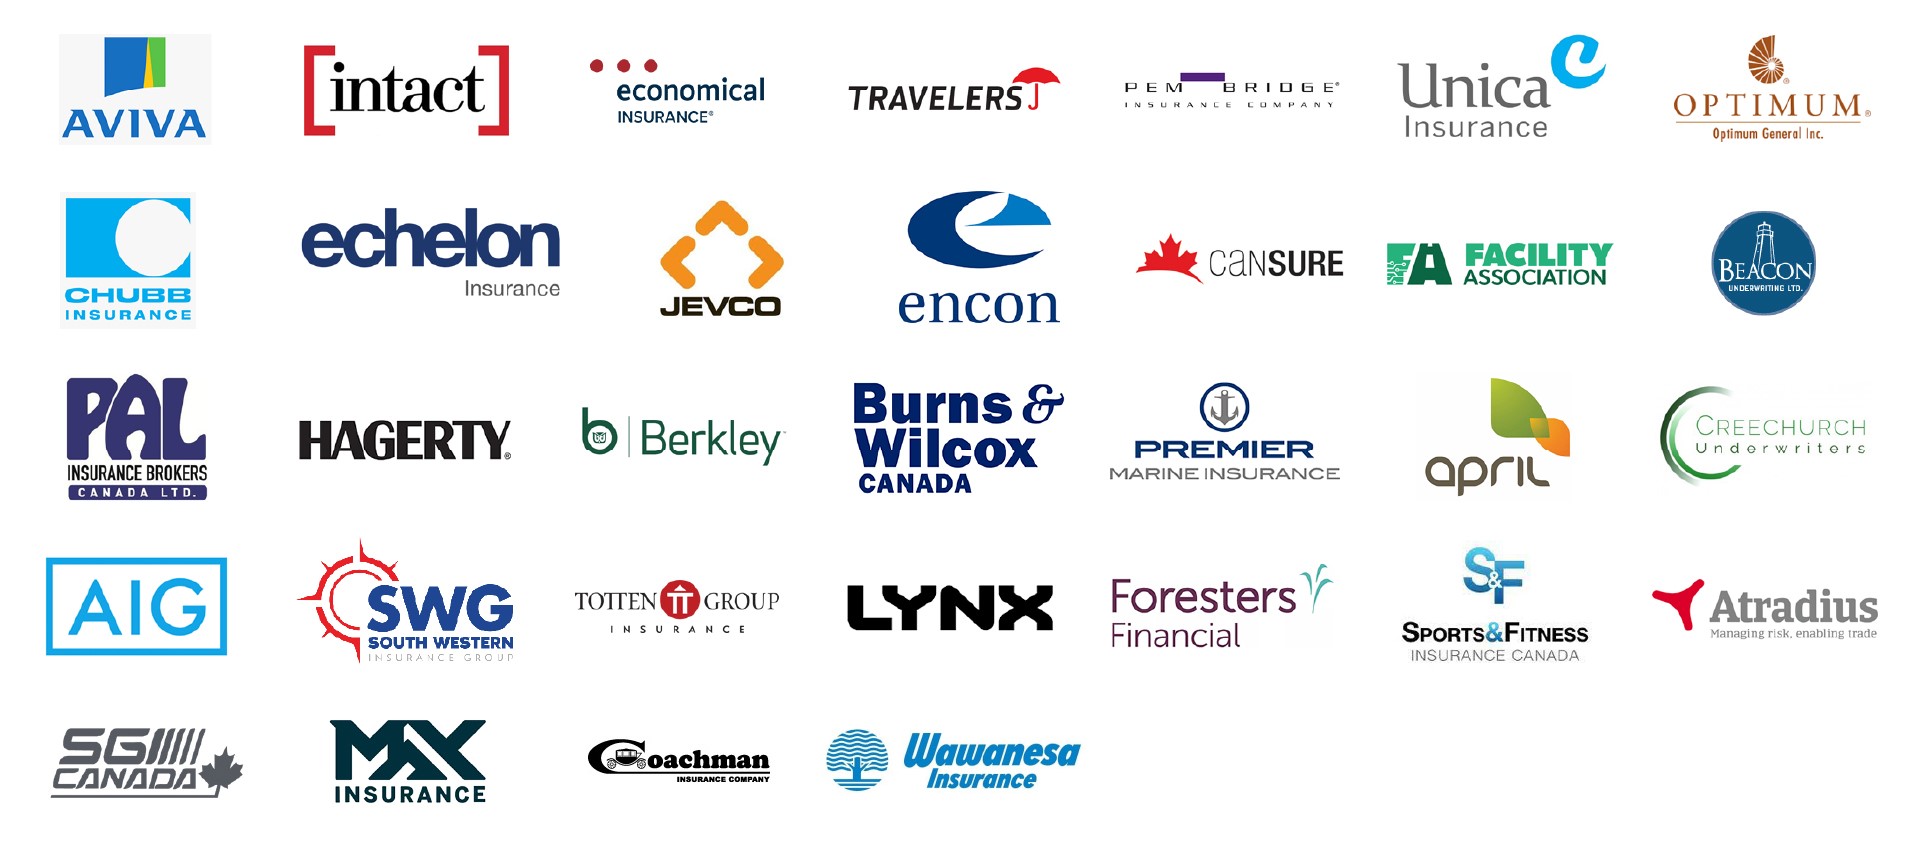 AVIVA
[intact]
economical
INSURANCE®
TRAVELERS
PEMBRIDGE®
INSURANCE COMPANY
Unica
Insurance
OPTIMUM®
Optimum General Inc.
CHUBB
INSURANCE
echelon
Insurance
JEVCO
encon
canSURE
FA FACILITY
ASSOCIATION
BEACON
UNDERWRITING LTD.
PAL
INSURANCE BROKERS
CANADA LTD.
HAGERTY®
b | Berkley
Burns &
Wilcox
CANADA
PREMIER
MARINE INSURANCE
april
CREECHURCH
Underwriters
AIG
SWG
SOUTH WESTERN
INSURANCE GROUP
TOTTEN GROUP
INSURANCE
LYNX
Foresters
Financial
S&F
SPORTS&FITNESS
INSURANCE CANADA
Atradius
Managing risk, enabling trade
SGI
CANADA
MAX
INSURANCE
Coachman
INSURANCE COMPANY
Wawanesa
Insurance